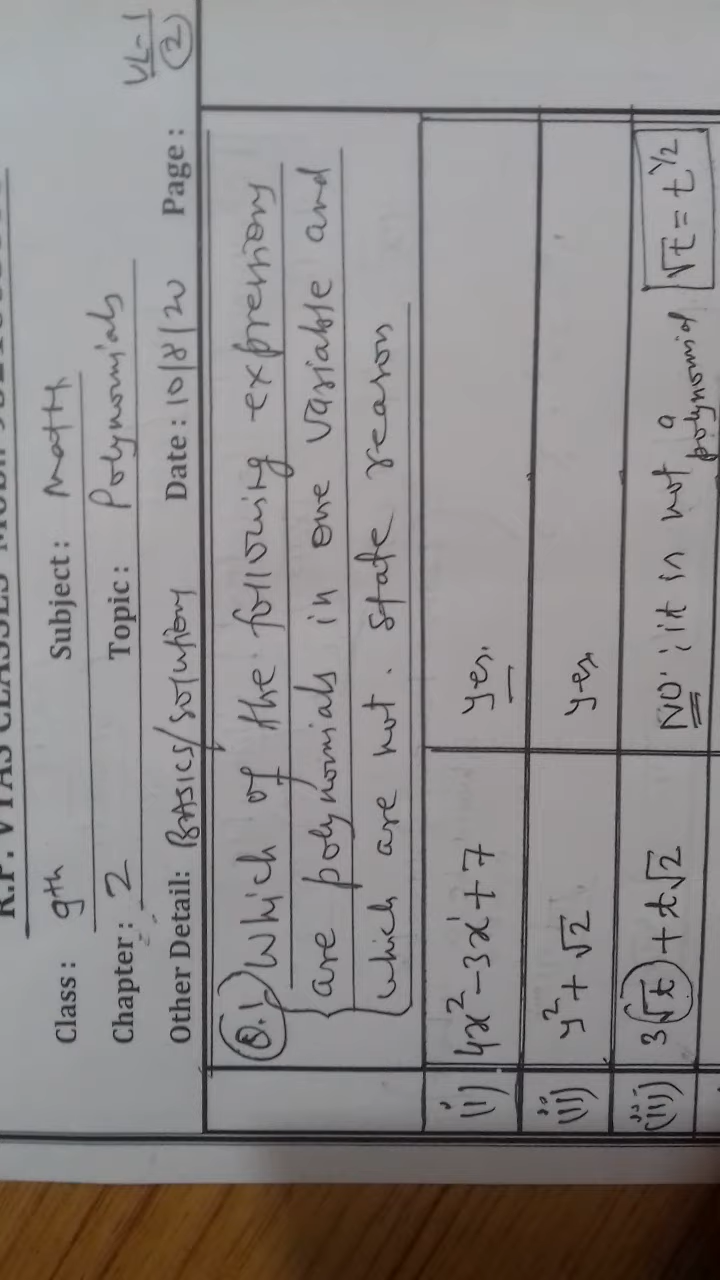 Class : 9th Subject : Math
Chapter : 2 Topic : Polynomials
Other Detail: BASICS/Solution Date : 10/8/20 Page :
VL-1
2
Q.1) Which of the following expression
are polynomials in one variable and
which are not. State reason
(i) 4x²-3x+7 yes.
(ii) y²+√2 yes.
(iii) 3√t + t√2 NO; it is not a polynomial √t = t^1/2